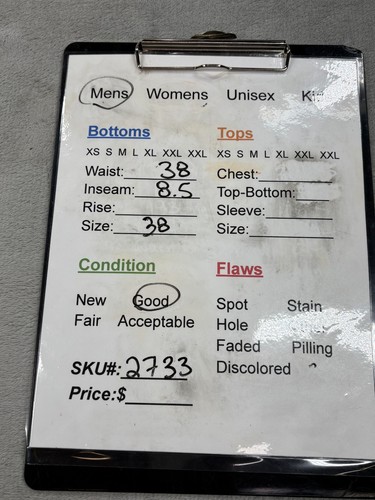 Mens Womens Unisex
Bottoms Tops
XS S M L XL XXL XXL XS S M L XL XXL XXL
Waist: 38 Chest:
Inseam: 8.5 Top-Bottom:
Rise: Sleeve:
Size: 38 Size:
Condition Flaws
New Good Spot Stain
Fair Acceptable Hole
Faded Pilling
SKU#: 2733 Discolored
Price:$